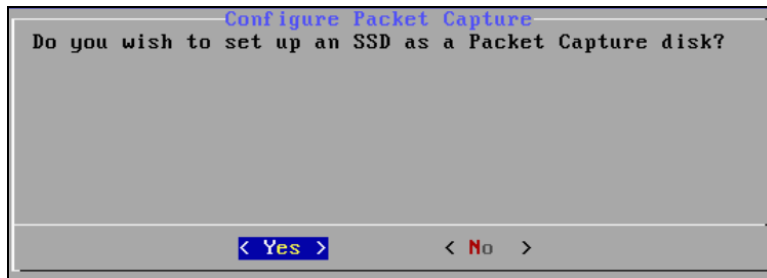 Configure Packet Capture
Do you wish to set up an SSD as a Packet Capture disk?
< Yes > < No >